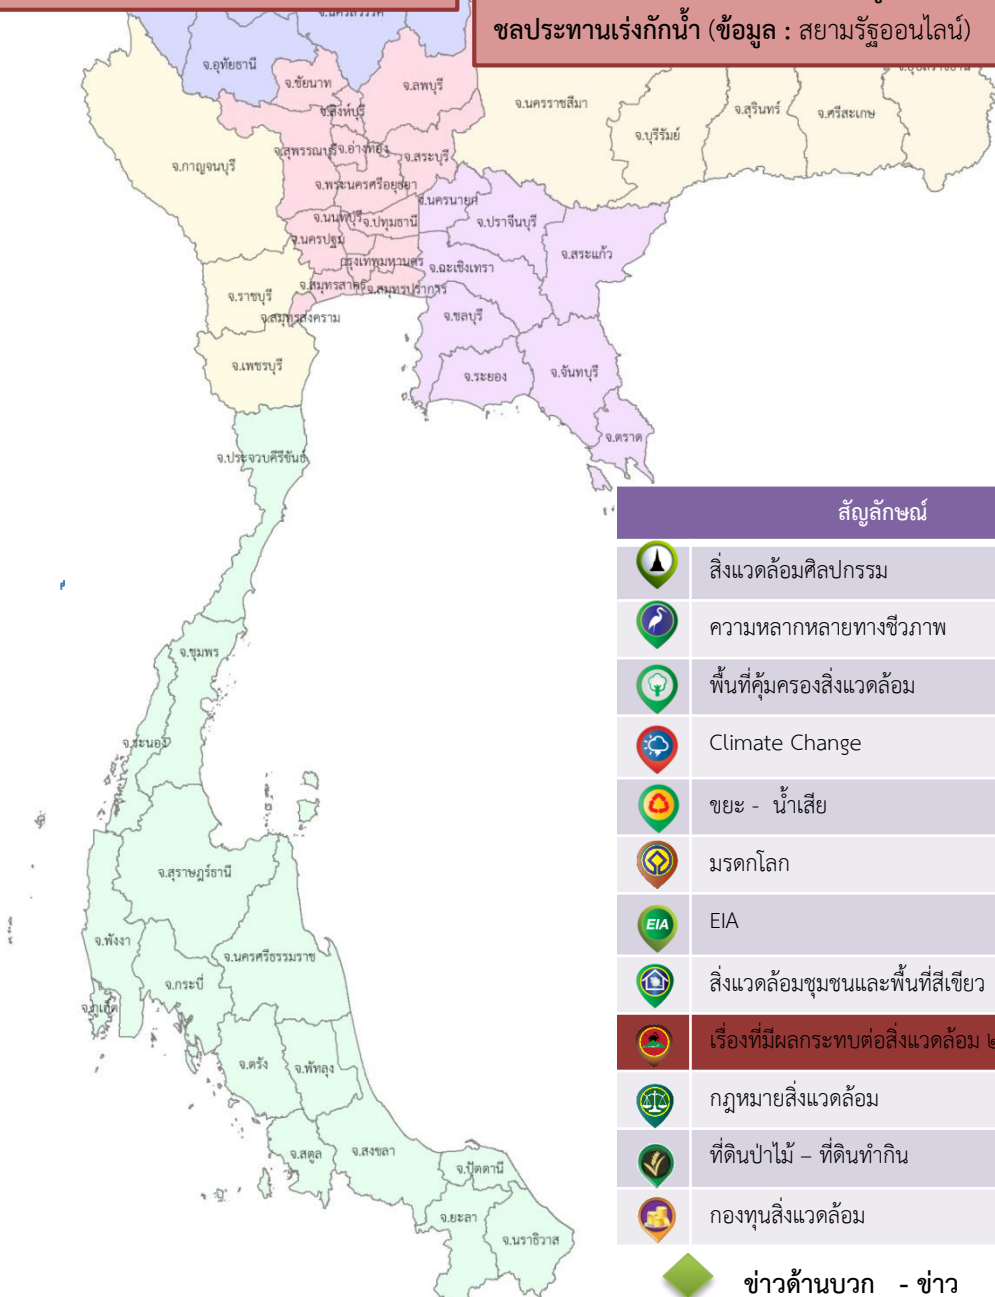 ชลประทานเร่งกักน้ำ (ข้อมูล : สยามรัฐออนไลน์)
จ.อุทัยธานี
จ.ชัยนาท
จ.ลพบุรี
จ.สิงห์บุรี
จ.นครราชสีมา
จ.บุรีรัมย์
จ.สุรินทร์
จ.ศรีสะเกษ
จ.กาญจนบุรี
จ.สุพรรณบุรี
จ.อ่างทอง
จ.สระบุรี
จ.พระนครศรีอยุธยา
จ.นครนายก
จ.นนทบุรี
จ.ปทุมธานี
จ.ปราจีนบุรี
จ.นครปฐม
จ.สระแก้ว
กรุงเทพมหานคร
จ.ฉะเชิงเทรา
จ.ราชบุรี
จ.สมุทรสาคร
จ.สมุทรปราการ
จ.สมุทรสงคราม
จ.ชลบุรี
จ.เพชรบุรี
จ.ระยอง
จ.จันทบุรี
จ.ตราด
จ.ประจวบคีรีขันธ์
จ.ชุมพร
จ.ระนอง
จ.สุราษฎร์ธานี
จ.พังงา
จ.นครศรีธรรมราช
จ.กระบี่
จ.ภูเก็ต
จ.ตรัง
จ.พัทลุง
จ.สตูล
จ.สงขลา
จ.ปัตตานี
จ.ยะลา
จ.นราธิวาส
สัญลักษณ์
สิ่งแวดล้อมศิลปกรรม
ความหลากหลายทางชีวภาพ
พื้นที่คุ้มครองสิ่งแวดล้อม
Climate Change
ขยะ - น้ำเสีย
มรดกโลก
EIA EIA
สิ่งแวดล้อมชุมชนและพื้นที่สีเขียว
เรื่องที่มีผลกระทบต่อสิ่งแวดล้อม
กฎหมายสิ่งแวดล้อม
ที่ดินป่าไม้ – ที่ดินทำกิน
กองทุนสิ่งแวดล้อม
ข่าวด้านบวก - ข่าว